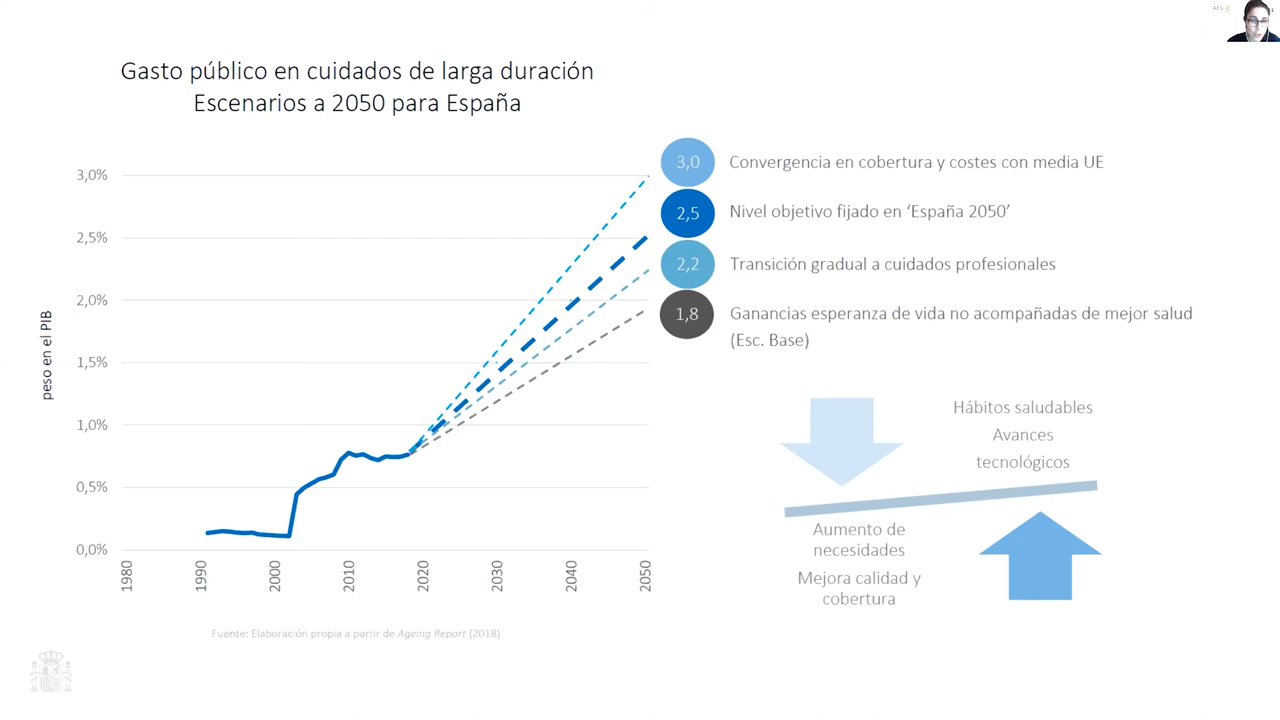 AES
Gasto público en cuidados de larga duración
Escenarios a 2050 para España
peso en el PIB
3,0%
2,5%
2,0%
1,5%
1,0%
0,5%
0,0%
1980
1990
2000
2010
2020
2030
2040
2050
3,0 Convergencia en cobertura y costes con media UE
2,5 Nivel objetivo fijado en ‘España 2050’
2,2 Transición gradual a cuidados profesionales
1,8 Ganancias esperanza de vida no acompañadas de mejor salud
(Esc. Base)
Hábitos saludables
Avances
tecnológicos
Aumento de
necesidades
Mejora calidad y
cobertura
Fuente: Elaboración propia a partir de Ageing Report (2018)